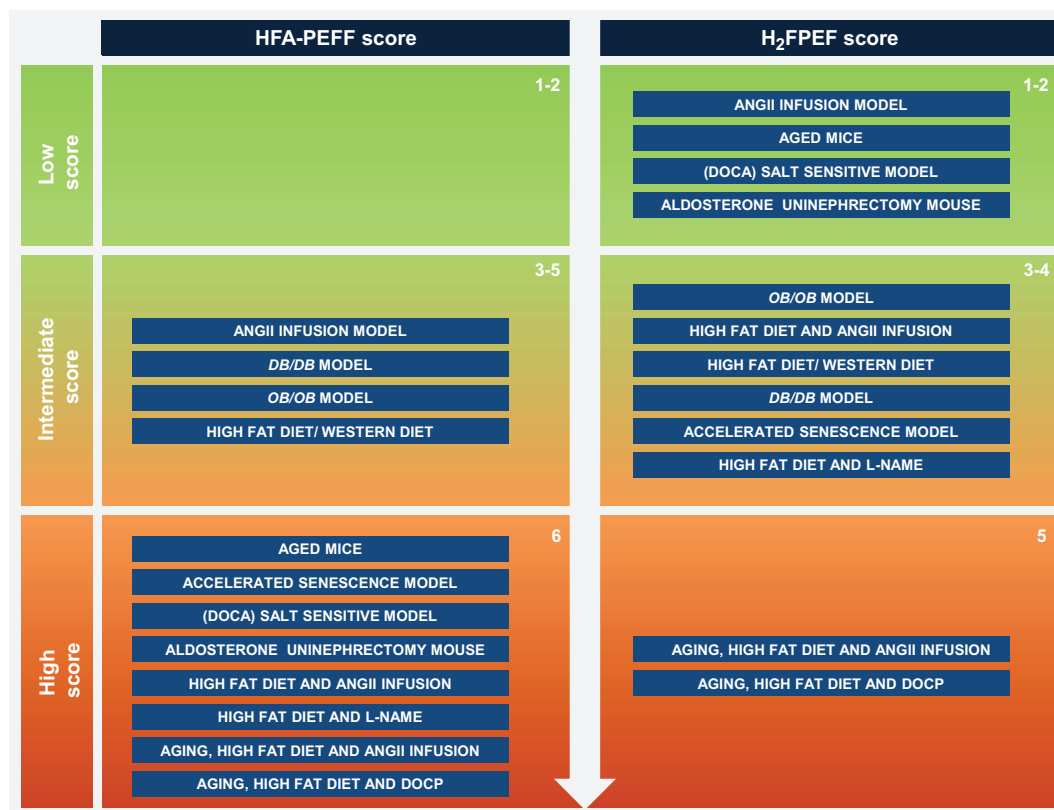 HFA-PEFF score
H₂FPEF score
Low
score
1-2
1-2
ANGII INFUSION MODEL
AGED MICE
(DOCA) SALT SENSITIVE MODEL
ALDOSTERONE UNINEPHRECTOMY MOUSE
Intermediate
score
3-5
ANGII INFUSION MODEL
DB/DB MODEL
OB/OB MODEL
HIGH FAT DIET/ WESTERN DIET
3-4
OB/OB MODEL
HIGH FAT DIET AND ANGII INFUSION
HIGH FAT DIET/ WESTERN DIET
DB/DB MODEL
ACCELERATED SENESCENCE MODEL
HIGH FAT DIET AND L-NAME
High
score
6
AGED MICE
ACCELERATED SENESCENCE MODEL
(DOCA) SALT SENSITIVE MODEL
ALDOSTERONE UNINEPHRECTOMY MOUSE
HIGH FAT DIET AND ANGII INFUSION
HIGH FAT DIET AND L-NAME
AGING, HIGH FAT DIET AND ANGII INFUSION
AGING, HIGH FAT DIET AND DOCP
5
AGING, HIGH FAT DIET AND ANGII INFUSION
AGING, HIGH FAT DIET AND DOCP